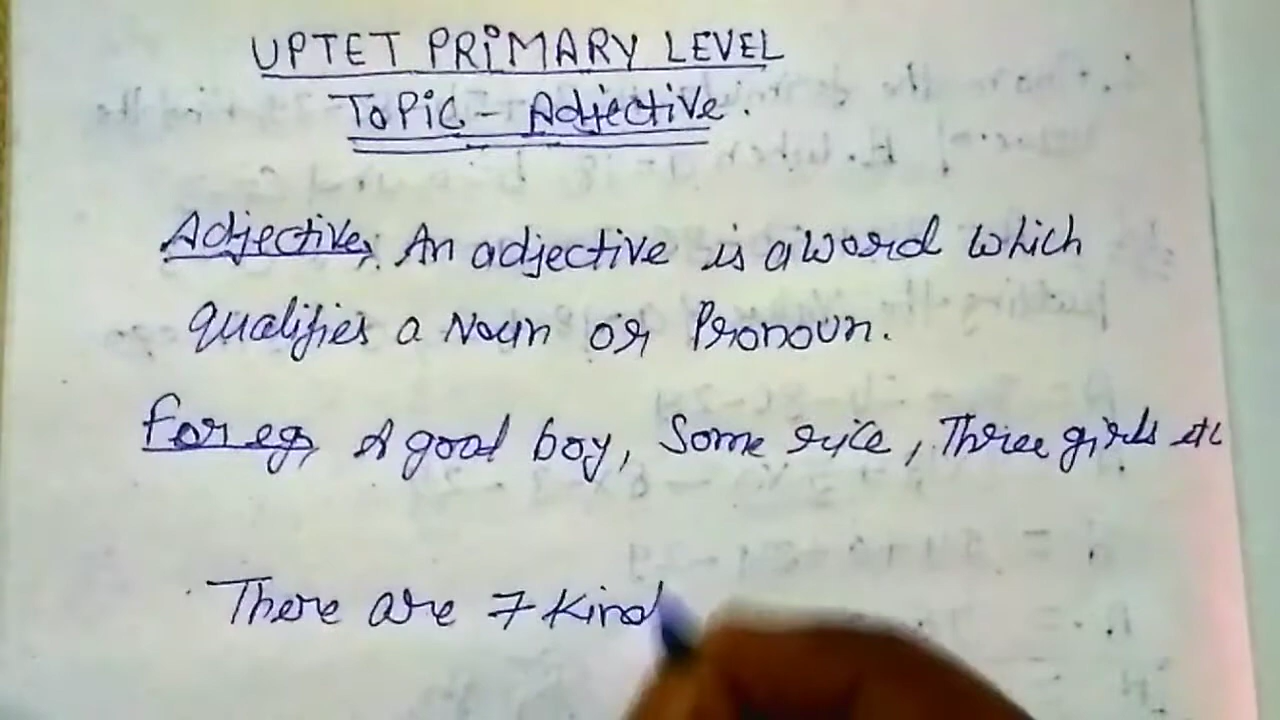 UPTET PRiMARY LEVEL
ToPic - Adjective.
Adjective, An adjective is a word which
qualifies a Noun or Pronoun.
For eg, A good boy, Some rice, Three girls etc
There are 7 Kind